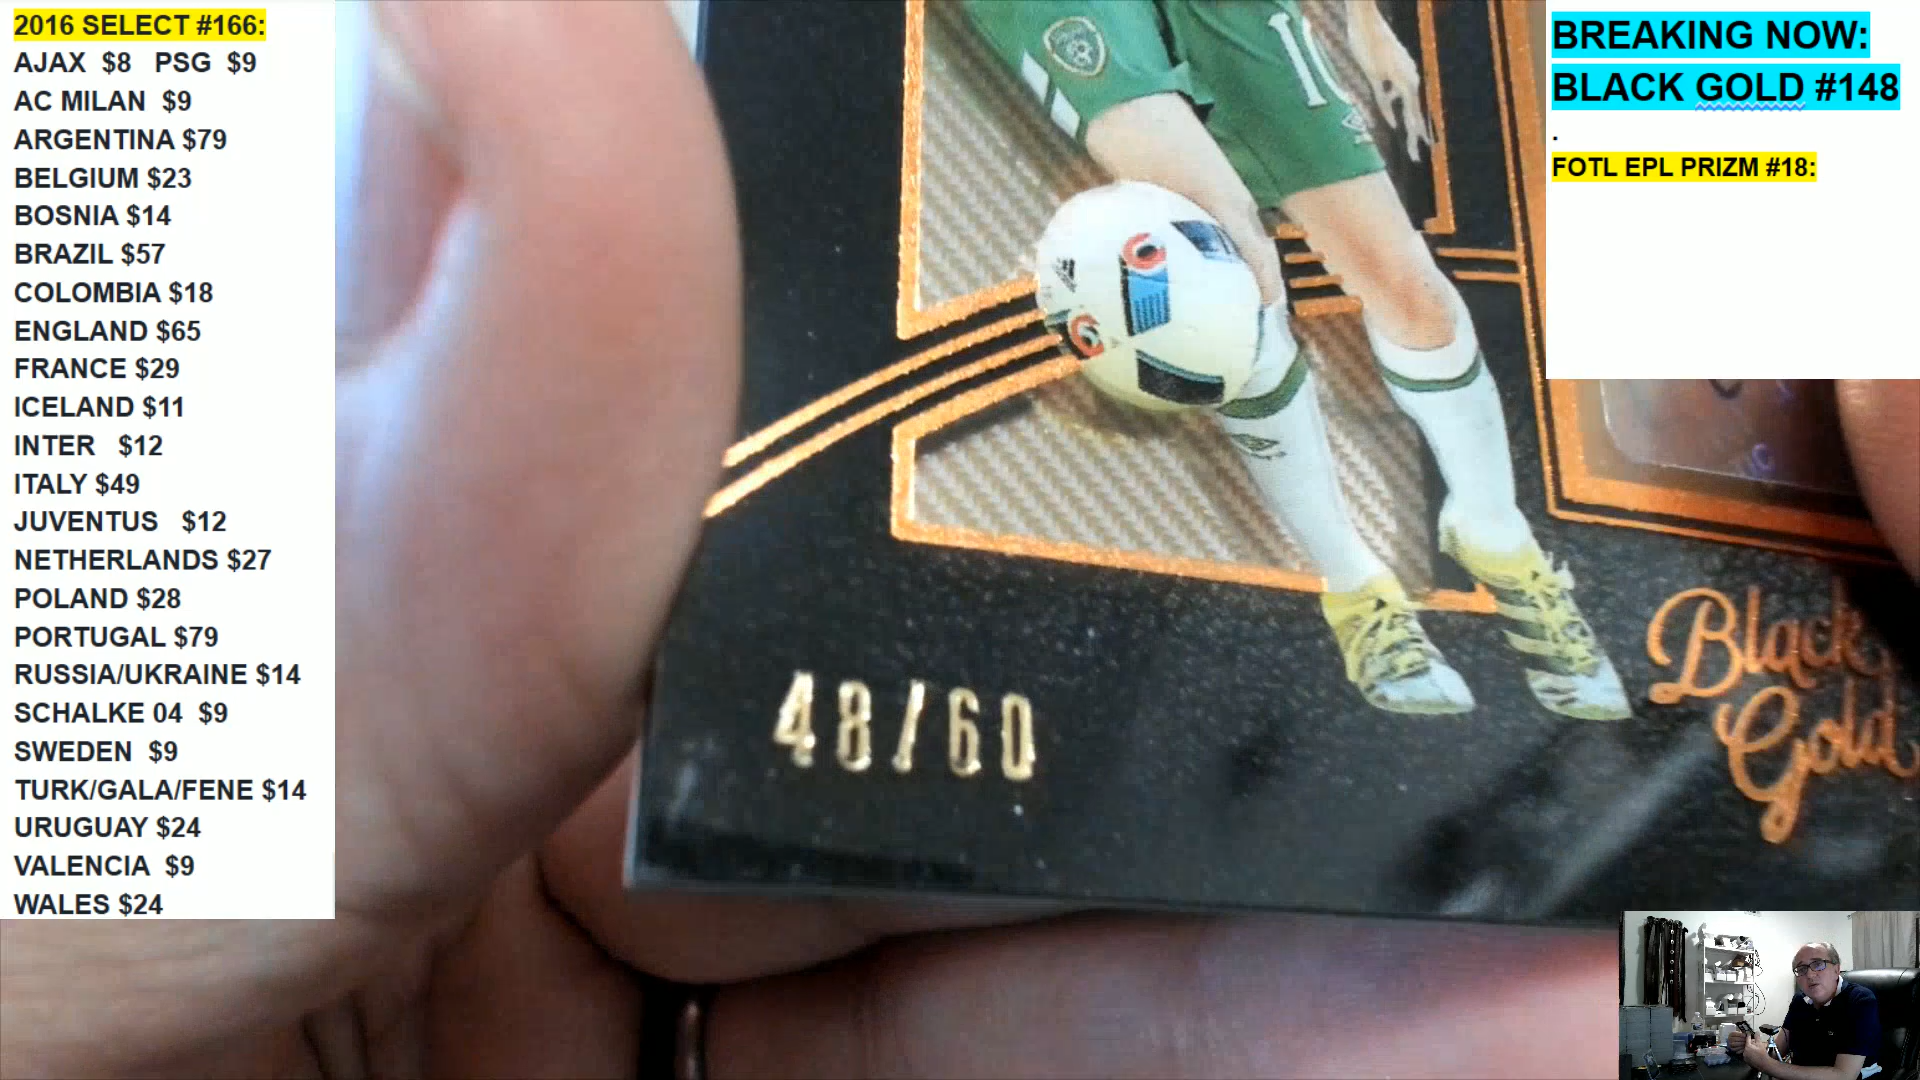 2016 SELECT #166:
AJAX $8 PSG $9
AC MILAN $9
ARGENTINA $79
BELGIUM $23
BOSNIA $14
BRAZIL $57
COLOMBIA $18
ENGLAND $65
FRANCE $29
ICELAND $11
INTER $12
ITALY $49
JUVENTUS $12
NETHERLANDS $27
POLAND $28
PORTUGAL $79
RUSSIA/UKRAINE $14
SCHALKE 04 $9
SWEDEN $9
TURK/GALA/FENE $14
URUGUAY $24
VALENCIA $9
WALES $24
BREAKING NOW:
BLACK GOLD #148
.
FOTL EPL PRIZM #18:
10
48/60
Black
Gold